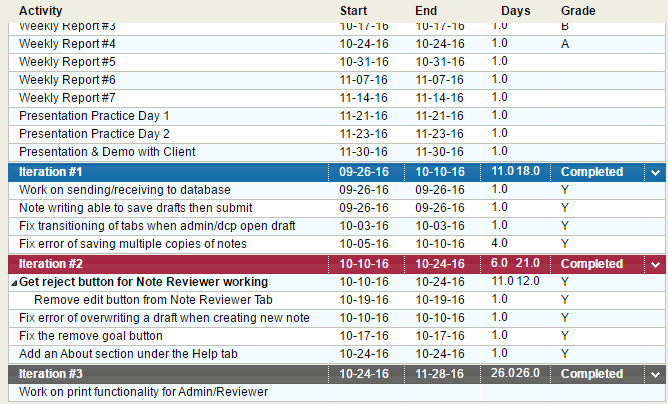 Activity Start End Days Grade
Weekly Report #3 10-17-16 10-17-16 1.0 B
Weekly Report #4 10-24-16 10-24-16 1.0 A
Weekly Report #5 10-31-16 10-31-16 1.0
Weekly Report #6 11-07-16 11-07-16 1.0
Weekly Report #7 11-14-16 11-14-16 1.0
Presentation Practice Day 1 11-21-16 11-21-16 1.0
Presentation Practice Day 2 11-23-16 11-23-16 1.0
Presentation & Demo with Client 11-30-16 11-30-16 1.0
Iteration #1 09-26-16 10-10-16 11.0 18.0 Completed
Work on sending/receiving to database 09-26-16 09-26-16 1.0 Y
Note writing able to save drafts then submit 09-26-16 09-26-16 1.0 Y
Fix transitioning of tabs when admin/dcp open draft 10-03-16 10-03-16 1.0 Y
Fix error of saving multiple copies of notes 10-05-16 10-10-16 4.0 Y
Iteration #2 10-10-16 10-24-16 6.0 21.0 Completed
Get reject button for Note Reviewer working 10-10-16 10-24-16 11.0 12.0 Y
Remove edit button from Note Reviewer Tab 10-19-16 10-19-16 1.0 Y
Fix error of overwriting a draft when creating new note 10-10-16 10-10-16 1.0 Y
Fix the remove goal button 10-17-16 10-17-16 1.0 Y
Add an About section under the Help tab 10-24-16 10-24-16 1.0 Y
Iteration #3 10-24-16 11-28-16 26.0 26.0 Completed
Work on print functionality for Admin/Reviewer